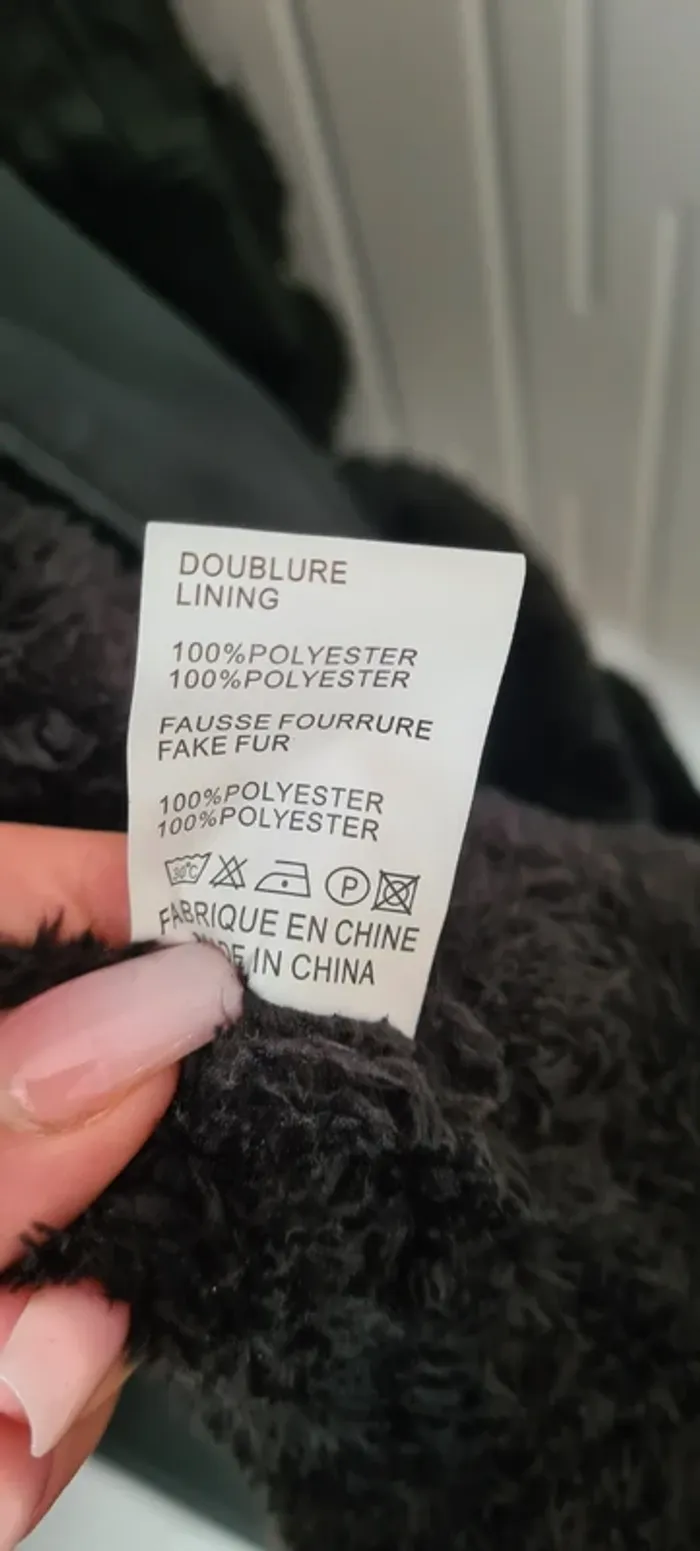 DOUBLURE
LINING
100%POLYESTER
100%POLYESTER
FAUSSE FOURRURE
FAKE FUR
100%POLYESTER
100%POLYESTER
30°C P
FABRIQUE EN CHINE
MADE IN CHINA